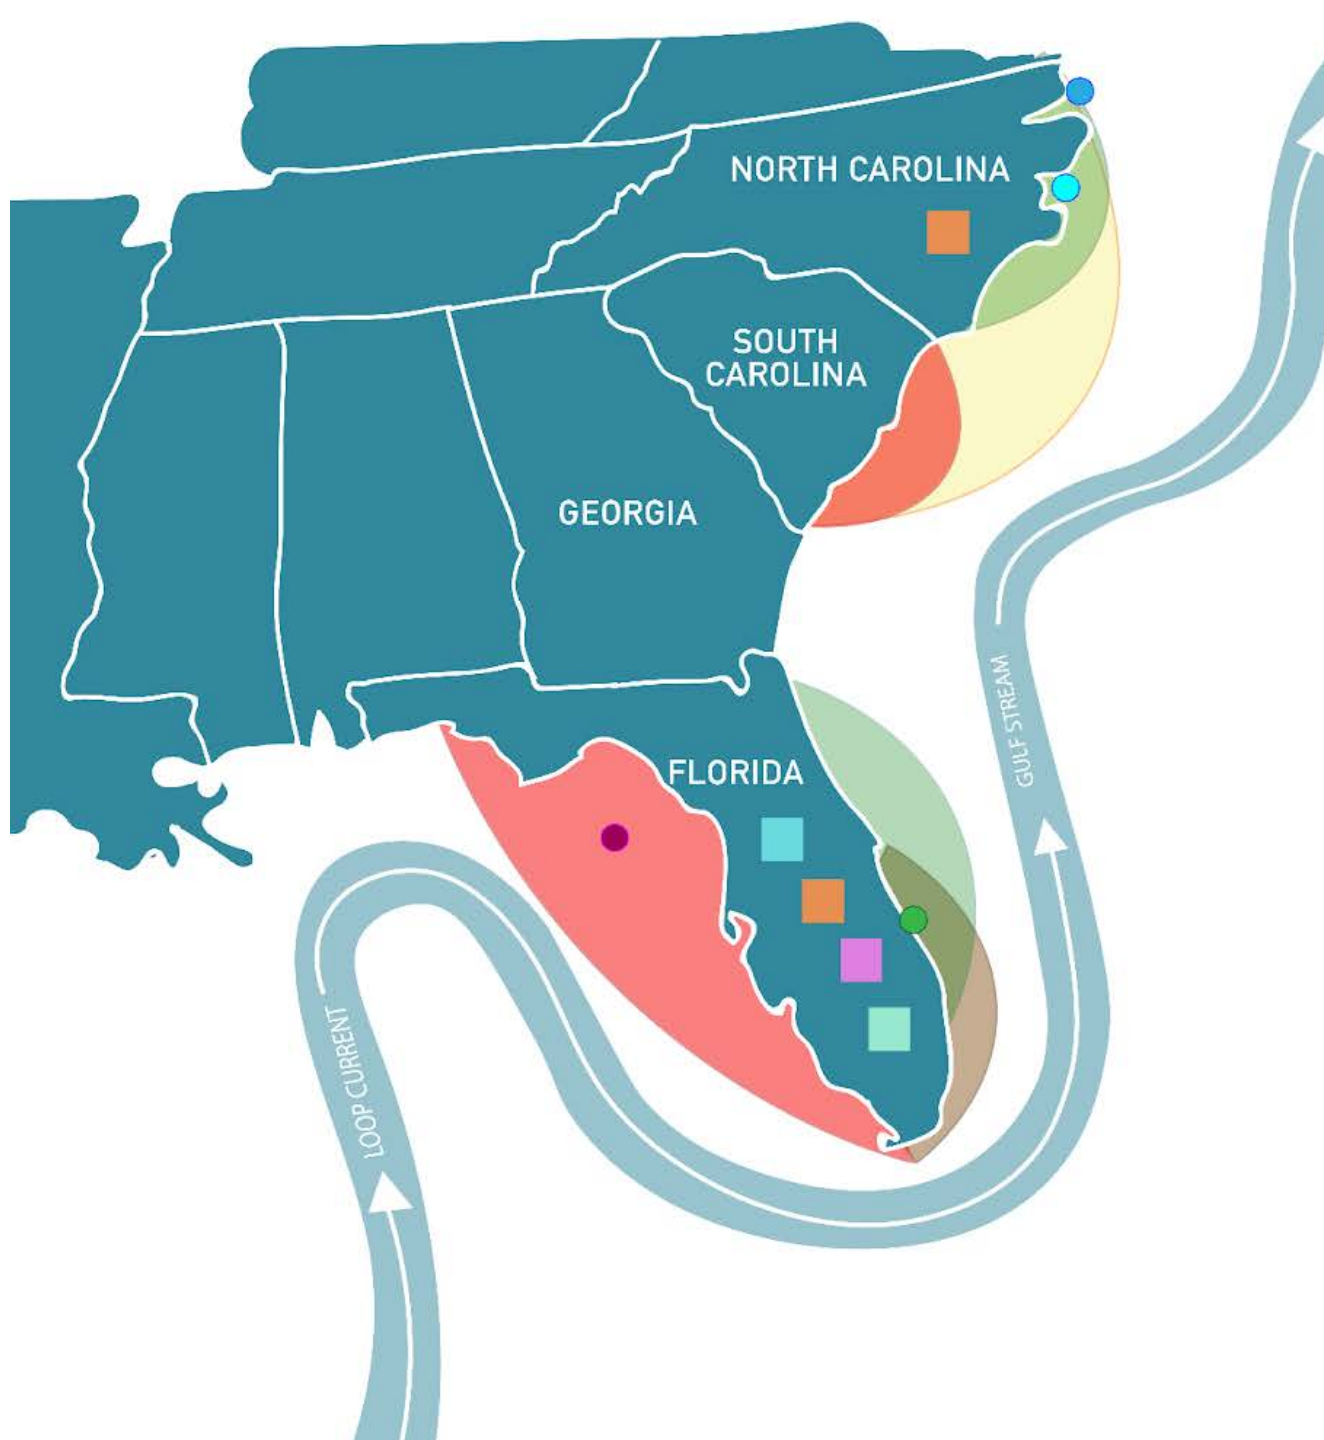 NORTH CAROLINA
SOUTH
CAROLINA
GEORGIA
FLORIDA
GULF STREAM
LOOP CURRENT